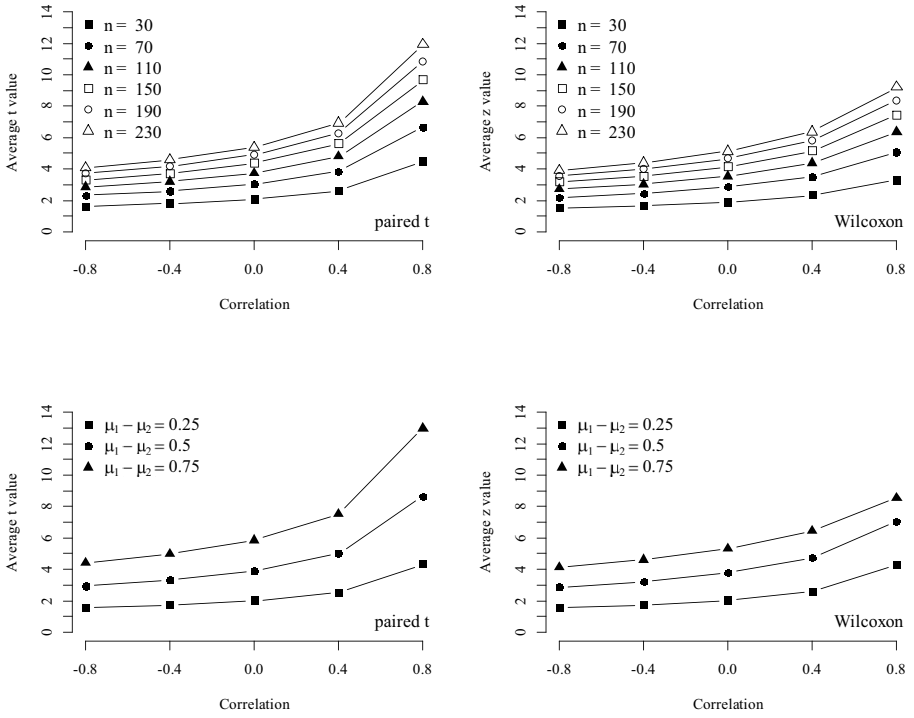 Average t value
0 2 4 6 8 10 12 14
n = 30
n = 70
n = 110
n = 150
n = 190
n = 230
paired t
-0.8 -0.4 0.0 0.4 0.8
Correlation
Average z value
0 2 4 6 8 10 12 14
n = 30
n = 70
n = 110
n = 150
n = 190
n = 230
Wilcoxon
-0.8 -0.4 0.0 0.4 0.8
Correlation
Average t value
0 2 4 6 8 10 12 14
μ1 − μ2 = 0.25
μ1 − μ2 = 0.5
μ1 − μ2 = 0.75
paired t
-0.8 -0.4 0.0 0.4 0.8
Correlation
Average z value
0 2 4 6 8 10 12 14
μ1 − μ2 = 0.25
μ1 − μ2 = 0.5
μ1 − μ2 = 0.75
Wilcoxon
-0.8 -0.4 0.0 0.4 0.8
Correlation